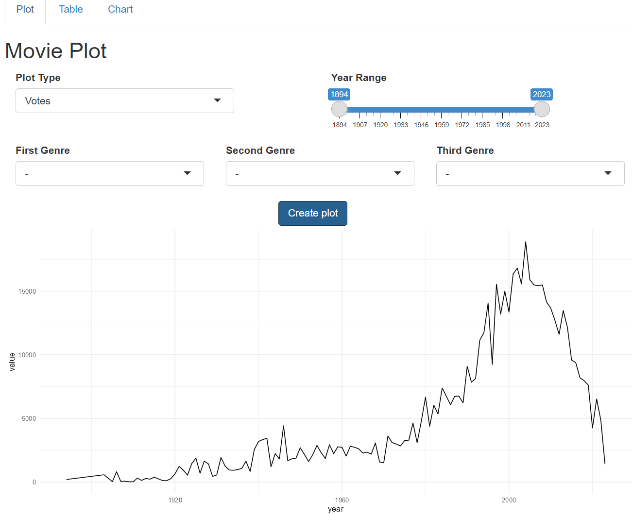 Plot Table Chart
Movie Plot
Plot Type Year Range
Votes
1894 2023
1894 1907 1920 1933 1946 1959 1972 1985 1998 2011 2023
First Genre Second Genre Third Genre
- - -
Create plot
15000
10000
5000
0
value
1920 1960 2000
year